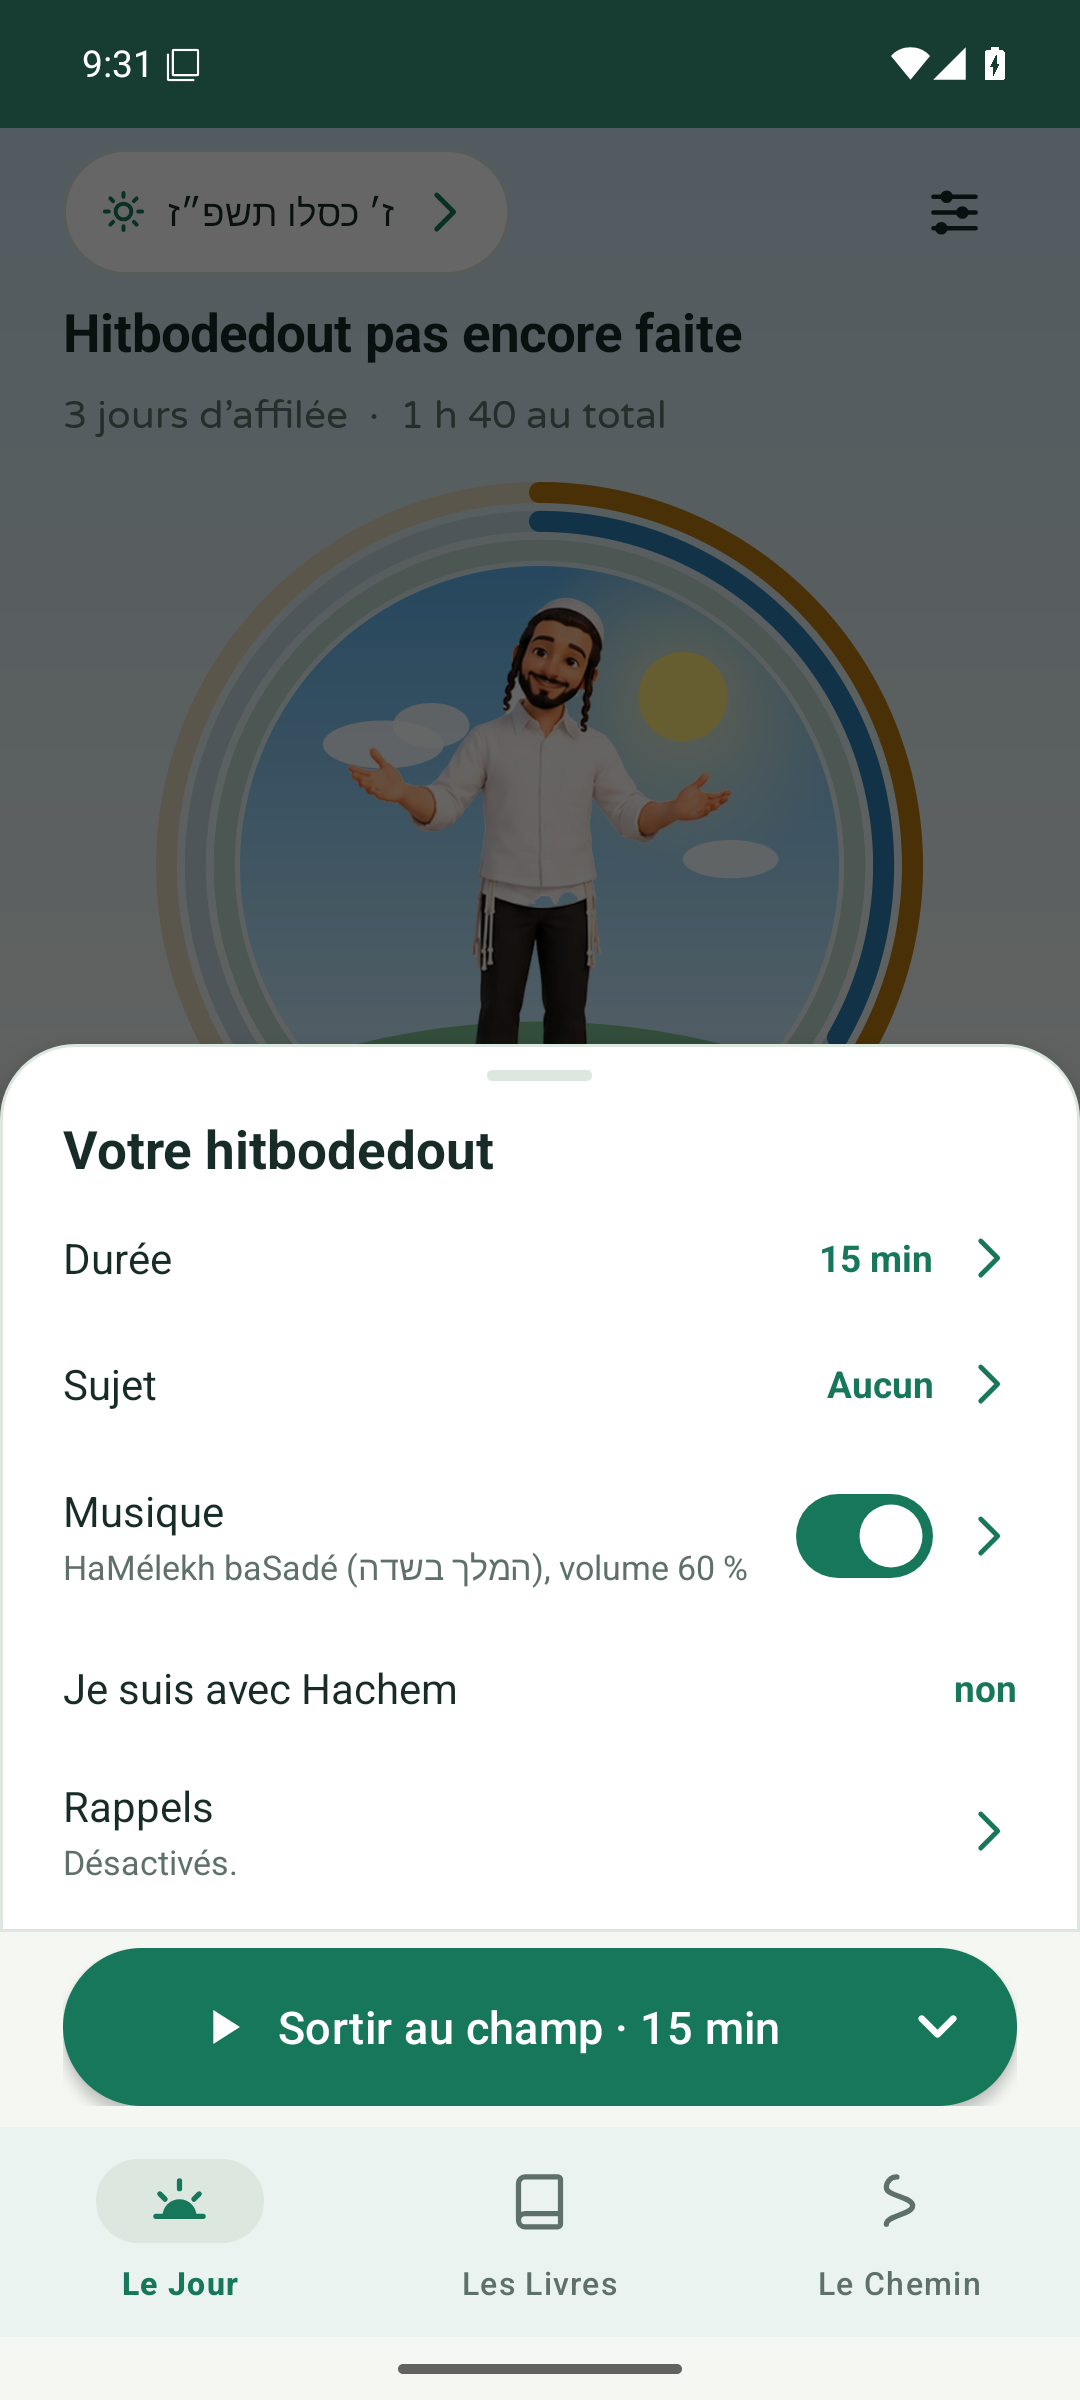 9:31
ז׳ כסלו תשפ״ז
Hitbodedout pas encore faite
3 jours d’affilée · 1 h 40 au total
Votre hitbodedout
Durée 15 min
Sujet Aucun
Musique
HaMélekh baSadé (המלך בשדה), volume 60 %
Je suis avec Hachem non
Rappels
Désactivés.
Sortir au champ · 15 min
Le Jour Les Livres Le Chemin